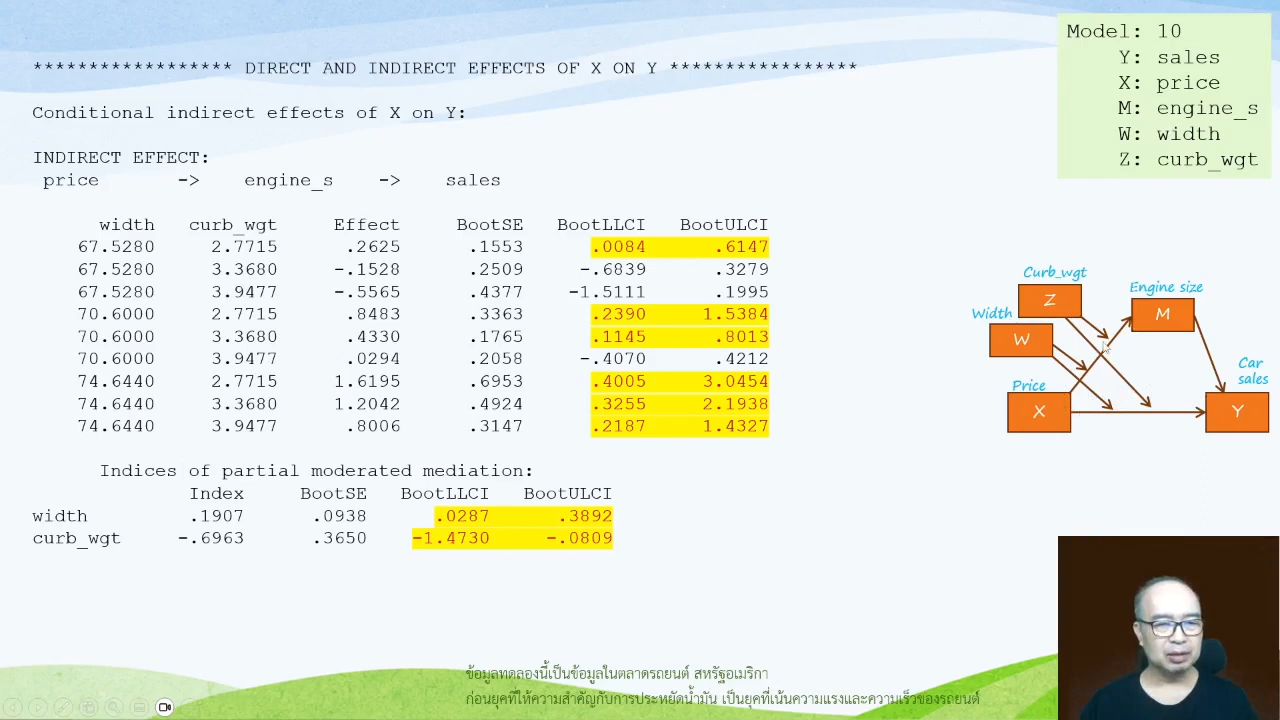 ****************** DIRECT AND INDIRECT EFFECTS OF X ON Y *****************
Conditional indirect effects of X on Y:
INDIRECT EFFECT:
price -> engine_s -> sales
width curb_wgt Effect BootSE BootLLCI BootULCI
67.5280 2.7715 .2625 .1553 .0084 .6147
67.5280 3.3680 -.1528 .2509 -.6839 .3279
67.5280 3.9477 -.5565 .4377 -1.5111 .1995
70.6000 2.7715 .8483 .3363 .2390 1.5384
70.6000 3.3680 .4330 .1765 .1145 .8013
70.6000 3.9477 .0294 .2058 -.4070 .4212
74.6440 2.7715 1.6195 .6953 .4005 3.0454
74.6440 3.3680 1.2042 .4924 .3255 2.1938
74.6440 3.9477 .8006 .3147 .2187 1.4327
Indices of partial moderated mediation:
Index BootSE BootLLCI BootULCI
width .1907 .0938 .0287 .3892
curb_wgt -.6963 .3650 -1.4730 -.0809
Model: 10
Y: sales
X: price
M: engine_s
W: width
Z: curb_wgt
Curb_wgt
Z
Engine size
M
Width
W
Price
X
Car
sales
Y
ข้อมูลทดลองนี้เป็นข้อมูลในตลาดรถยนต์ สหรัฐอเมริกา
ก่อนยุคที่ให้ความสำคัญกับการประหยัดน้ำมัน เป็นยุคที่เน้นความแรงและความเร็วของรถยนต์